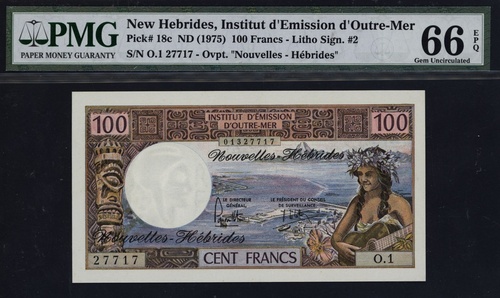 PMG
PAPER MONEY GUARANTY
New Hebrides, Institut d'Emission d'Outre-Mer
Pick# 18c ND (1975) 100 Francs - Litho Sign. #2
S/N O.1 27717 - Ovpt. "Nouvelles - Hébrides"
66 EPQ
Gem Uncirculated
100
INSTITUT D'ÉMISSION
D'OUTRE-MER
100
01327717
Nouvelles-Hébrides
LE DIRECTEUR
GÉNÉRAL,
LE PRÉSIDENT DU CONSEIL
DE SURVEILLANCE,
Nouvelles-Hébrides
27717
CENT FRANCS
O.1